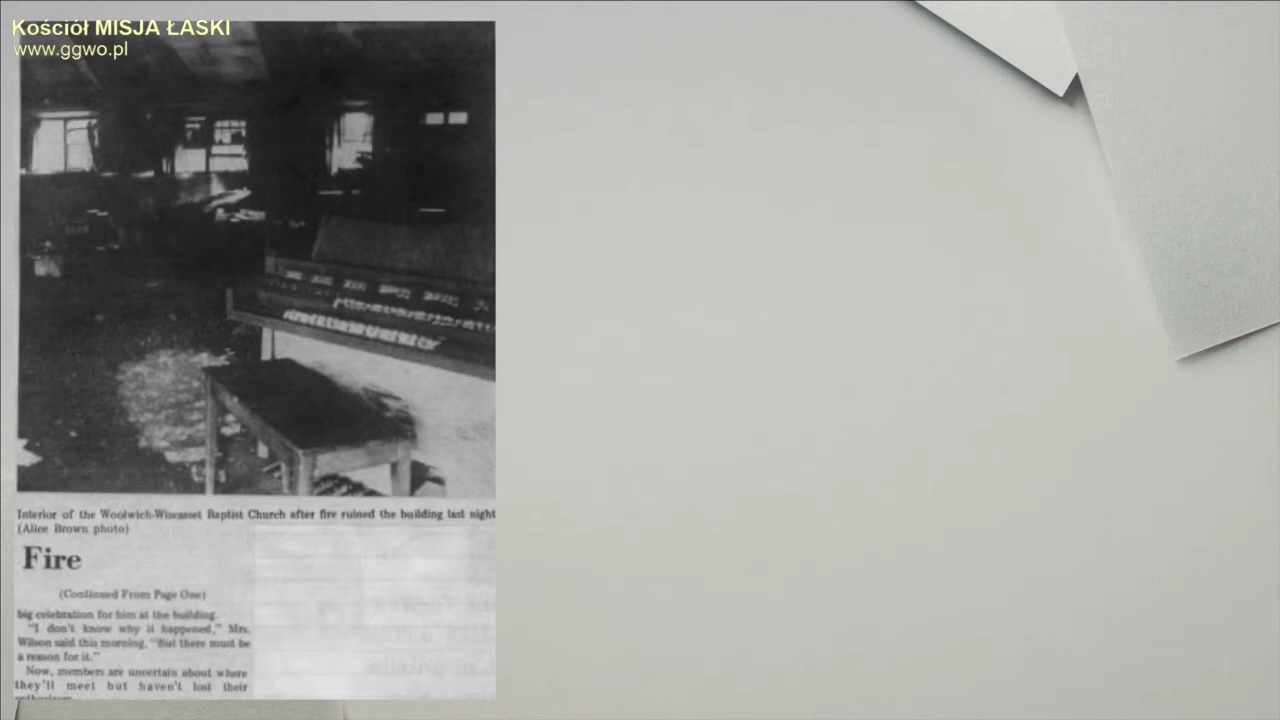 Kościół MISJA ŁASKI
www.ggwo.pl
Interior of the Woolwich-Wiscasset Baptist Church after fire ruined the building last night
(Alice Brown photo)
Fire
(Continued From Page One)
big celebration for him at the building.
"I don't know why it happened," Mrs.
Wilson said this morning, "But there must be
a reason for it."
Now, members are uncertain about where
they'll meet but haven't lost their